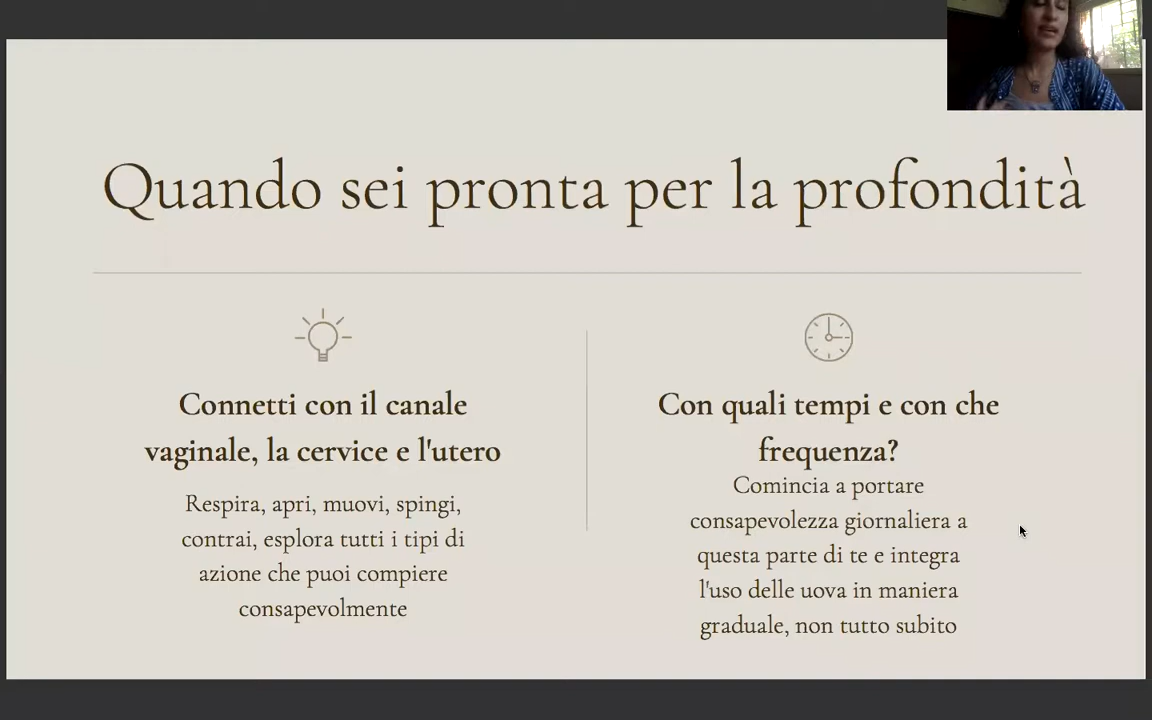 Quando sei pronta per la profondità
Connetti con il canale
vaginale, la cervice e l'utero
Respira, apri, muovi, spingi,
contrai, esplora tutti i tipi di
azione che puoi compiere
consapevolmente
Con quali tempi e con che
frequenza?
Comincia a portare
consapevolezza giornaliera a
questa parte di te e integra
l'uso delle uova in maniera
graduale, non tutto subito